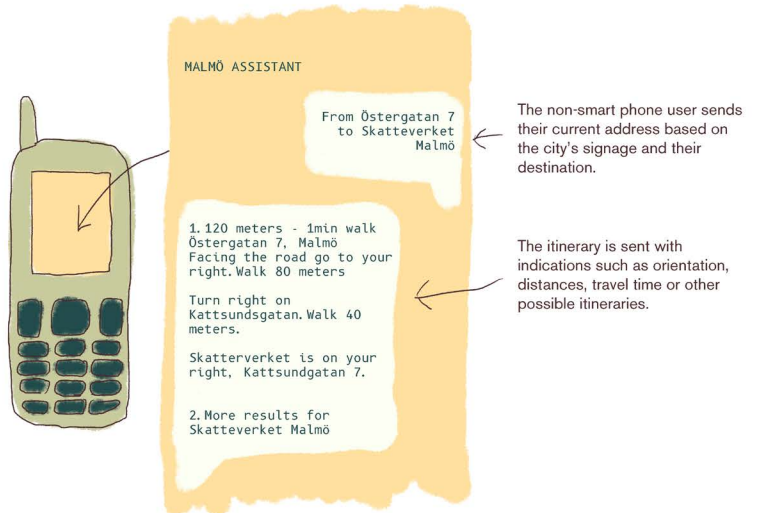 MALMÖ ASSISTANT
From Östergatan 7
to Skatteverket
Malmö
The non-smart phone user sends
their current address based on
the city's signage and their
destination.
1. 120 meters - 1min walk
Östergatan 7, Malmö
Facing the road go to your
right. Walk 80 meters
Turn right on
Kattsundsgatan. Walk 40
meters.
Skatterverket is on your
right, Kattsundgatan 7.
2. More results for
Skatteverket Malmö
The itinerary is sent with
indications such as orientation,
distances, travel time or other
possible itineraries.